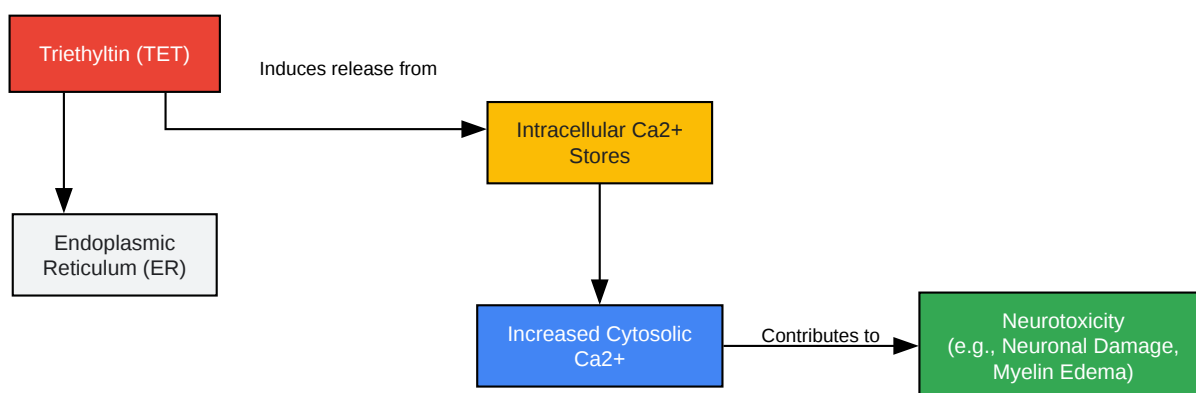 Triethyltin (TET)
Induces release from
Intracellular Ca2+
Stores
Endoplasmic
Reticulum (ER)
Increased Cytosolic
Ca2+
Contributes to
Neurotoxicity
(e.g., Neuronal Damage,
Myelin Edema)